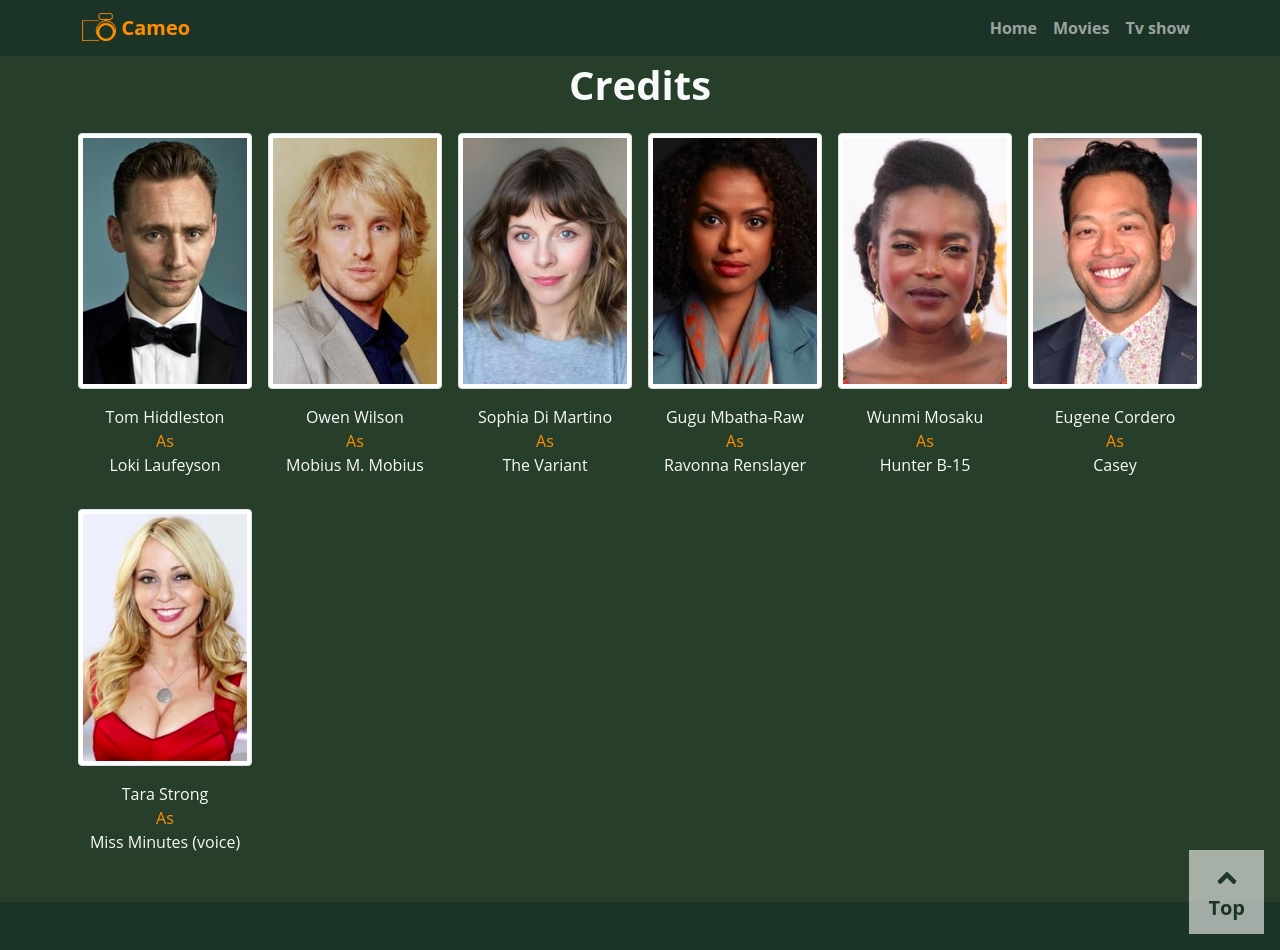 Cameo
Home Movies Tv show
Credits
Tom Hiddleston
As
Loki Laufeyson
Owen Wilson
As
Mobius M. Mobius
Sophia Di Martino
As
The Variant
Gugu Mbatha-Raw
As
Ravonna Renslayer
Wunmi Mosaku
As
Hunter B-15
Eugene Cordero
As
Casey
Tara Strong
As
Miss Minutes (voice)
Top